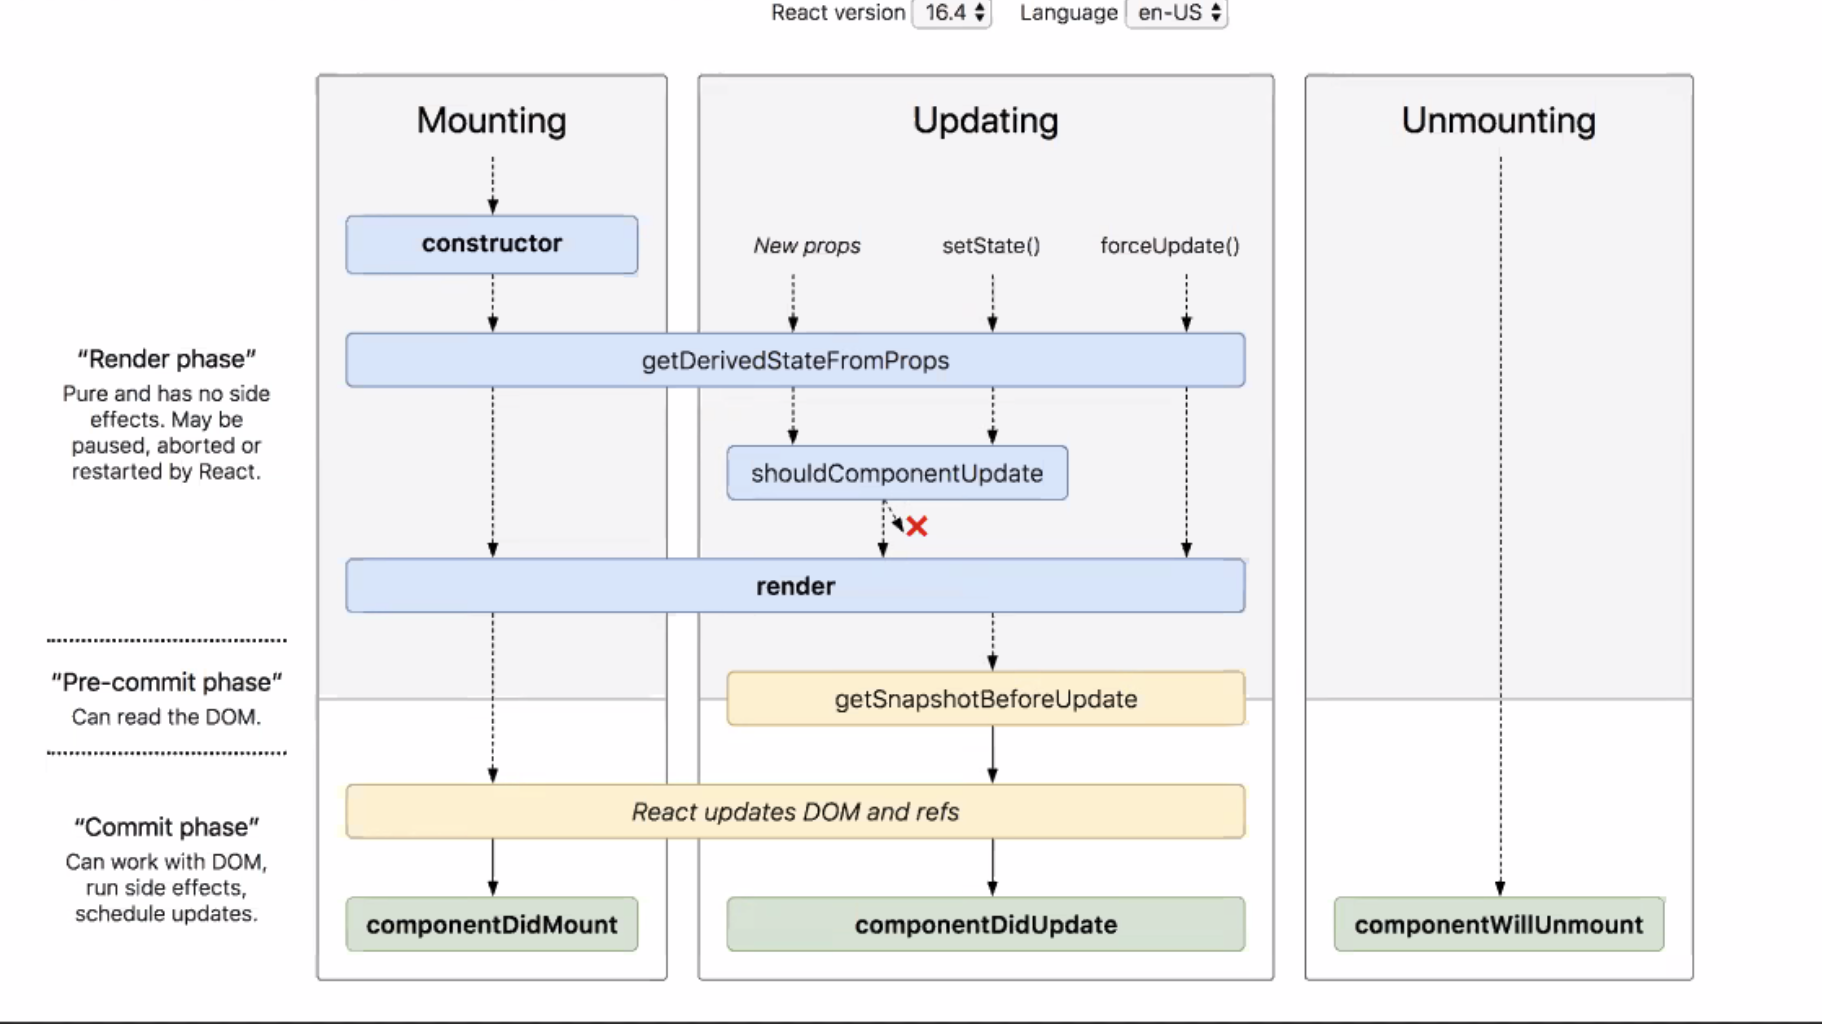 React version 16.4 Language en-US
Mounting
Updating
Unmounting
constructor
New props
setState()
forceUpdate()
“Render phase”
Pure and has no side
effects. May be
paused, aborted or
restarted by React.
getDerivedStateFromProps
shouldComponentUpdate
render
“Pre-commit phase”
Can read the DOM.
getSnapshotBeforeUpdate
“Commit phase”
Can work with DOM,
run side effects,
schedule updates.
React updates DOM and refs
componentDidMount
componentDidUpdate
componentWillUnmount